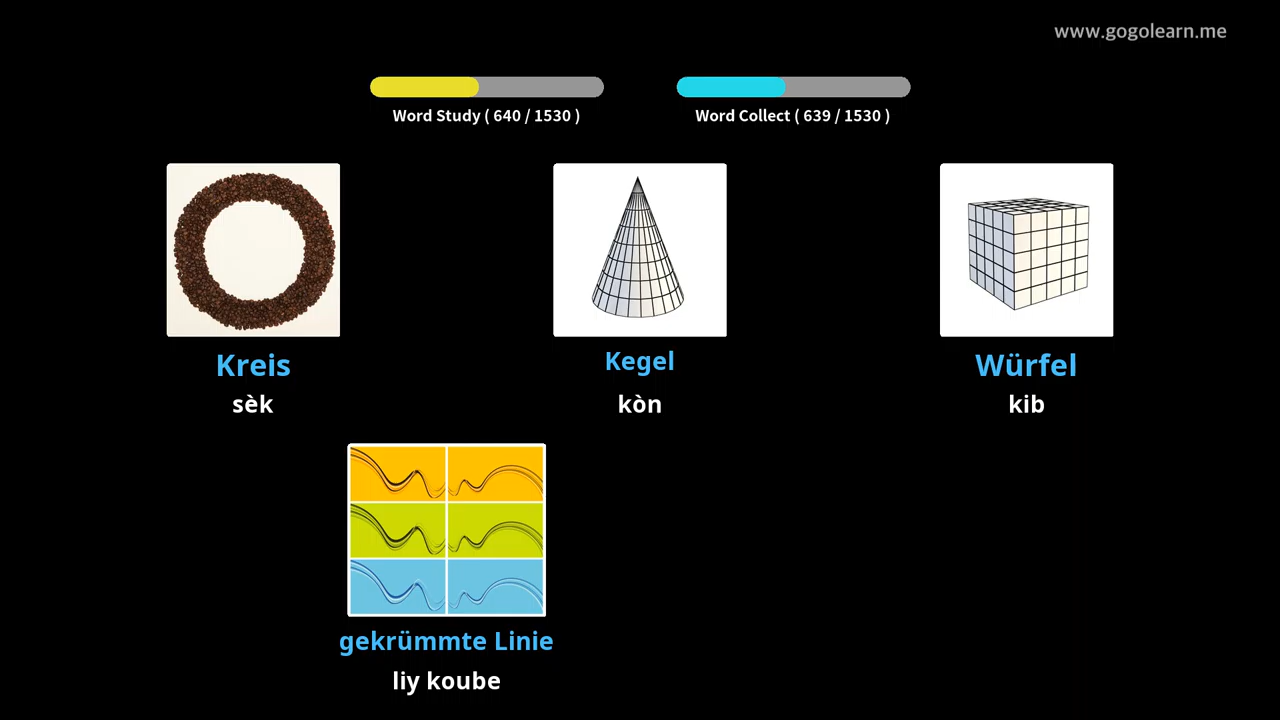 www.gogolearn.me
Word Study ( 640 / 1530 )
Word Collect ( 639 / 1530 )
Kreis
sèk
Kegel
kòn
Würfel
kib
gekrümmte Linie
liy koube